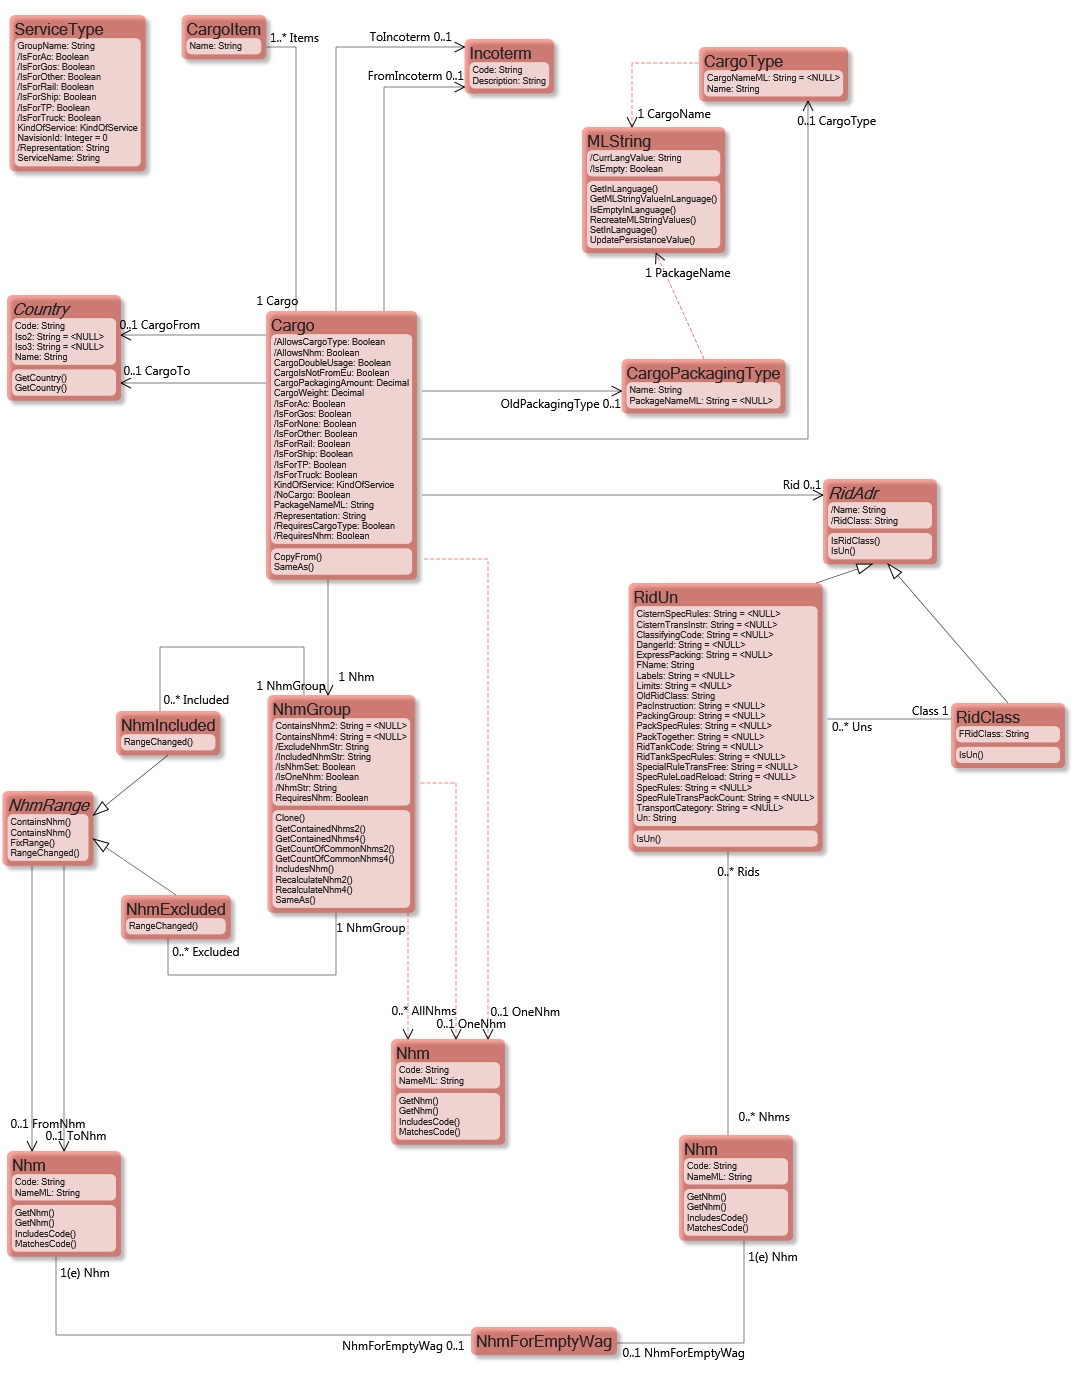 ServiceType
GroupName: String
/IsForAc: Boolean
/IsForGos: Boolean
/IsForOther: Boolean
/IsForRail: Boolean
/IsForShip: Boolean
/IsForTP: Boolean
/IsForTruck: Boolean
KindOfService: KindOfService
NavisionId: Integer = 0
/Representation: String
ServiceName: String
CargoItem
Name: String
1..* Items
ToIncoterm 0..1
FromIncoterm 0..1
Incoterm
Code: String
Description: String
CargoType
CargoNameML: String = <NULL>
Name: String
1 CargoName
0..1 CargoType
MLString
/CurrLangValue: String
/IsEmpty: Boolean
GetInLanguage()
GetMLStringValueInLanguage()
IsEmptyInLanguage()
RecreateMLStringValues()
SetInLanguage()
UpdatePersistanceValue()
1 PackageName
Country
Code: String
Iso2: String = <NULL>
Iso3: String = <NULL>
Name: String
GetCountry()
GetCountry()
0..1 CargoFrom
0..1 CargoTo
1 Cargo
Cargo
/AllowsCargoType: Boolean
/AllowsNhm: Boolean
CargoDoubleUsage: Boolean
CargoIsNotFromEu: Boolean
CargoPackagingAmount: Decimal
CargoWeight: Decimal
/IsForAc: Boolean
/IsForGos: Boolean
/IsForNone: Boolean
/IsForOther: Boolean
/IsForRail: Boolean
/IsForShip: Boolean
/IsForTP: Boolean
/IsForTruck: Boolean
KindOfService: KindOfService
/NoCargo: Boolean
PackageNameML: String
/Representation: String
/RequiresCargoType: Boolean
/RequiresNhm: Boolean
CopyFrom()
SameAs()
OldPackagingType 0..1
CargoPackagingType
Name: String
PackageNameML: String = <NULL>
Rid 0..1
RidAdr
/Name: String
/RidClass: String
IsRidClass()
IsUn()
RidUn
CisternSpecRules: String = <NULL>
CisternTransInstr: String = <NULL>
ClassifyingCode: String = <NULL>
DangerId: String = <NULL>
ExpressPacking: String = <NULL>
FName: String
Labels: String = <NULL>
Limits: String = <NULL>
OldRidClass: String
PacInstruction: String = <NULL>
PackingGroup: String = <NULL>
PackSpecRules: String = <NULL>
PackTogether: String = <NULL>
RidTankCode: String = <NULL>
RidTankSpecRules: String = <NULL>
SpecialRuleTransFree: String = <NULL>
SpecRuleLoadReload: String = <NULL>
SpecRules: String = <NULL>
SpecRuleTransPackCount: String = <NULL>
TransportCategory: String = <NULL>
Un: String
IsUn()
Class 1
0..* Uns
RidClass
FRidClass: String
IsUn()
1 Nhm
1 NhmGroup
0..* Included
NhmIncluded
RangeChanged()
NhmGroup
ContainsNhm2: String = <NULL>
ContainsNhm4: String = <NULL>
/ExcludeNhmStr: String
/IncludedNhmStr: String
/IsNhmSet: Boolean
/IsOneNhm: Boolean
/NhmStr: String
RequiresNhm: Boolean
Clone()
GetContainedNhms2()
GetContainedNhms4()
GetCountOfCommonNhms2()
GetCountOfCommonNhms4()
IncludesNhm()
RecalculateNhm2()
RecalculateNhm4()
SameAs()
NhmRange
ContainsNhm()
ContainsNhm()
FixRange()
RangeChanged()
NhmExcluded
RangeChanged()
0..* Excluded
1 NhmGroup
0..* Rids
0..* AllNhms
0..1 OneNhm
0..1 OneNhm
Nhm
Code: String
NameML: String
GetNhm()
GetNhm()
IncludesCode()
MatchesCode()
0..1 FromNhm
0..1 ToNhm
0..* Nhms
Nhm
Code: String
NameML: String
GetNhm()
GetNhm()
IncludesCode()
MatchesCode()
Nhm
Code: String
NameML: String
GetNhm()
GetNhm()
IncludesCode()
MatchesCode()
1(e) Nhm
1(e) Nhm
NhmForEmptyWag 0..1
NhmForEmptyWag
0..1 NhmForEmptyWag